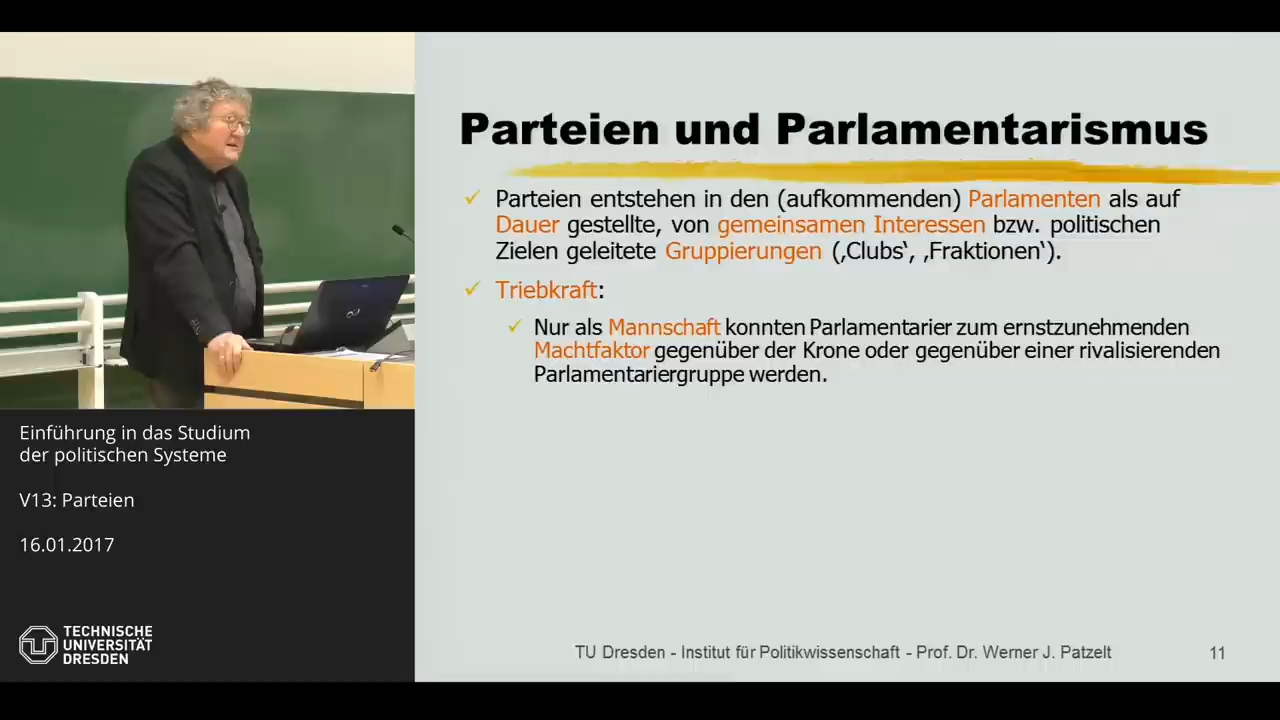 Parteien und Parlamentarismus
Parteien entstehen in den (aufkommenden) Parlamenten als auf
Dauer gestellte, von gemeinsamen Interessen bzw. politischen
Zielen geleitete Gruppierungen (‚Clubs‘, ‚Fraktionen‘).
Triebkraft:
Nur als Mannschaft konnten Parlamentarier zum ernstzunehmenden
Machtfaktor gegenüber der Krone oder gegenüber einer rivalisierenden
Parlamentariergruppe werden.
Einführung in das Studium
der politischen Systeme
V13: Parteien
16.01.2017
TECHNISCHE
UNIVERSITÄT
DRESDEN
TU Dresden - Institut für Politikwissenschaft - Prof. Dr. Werner J. Patzelt
11